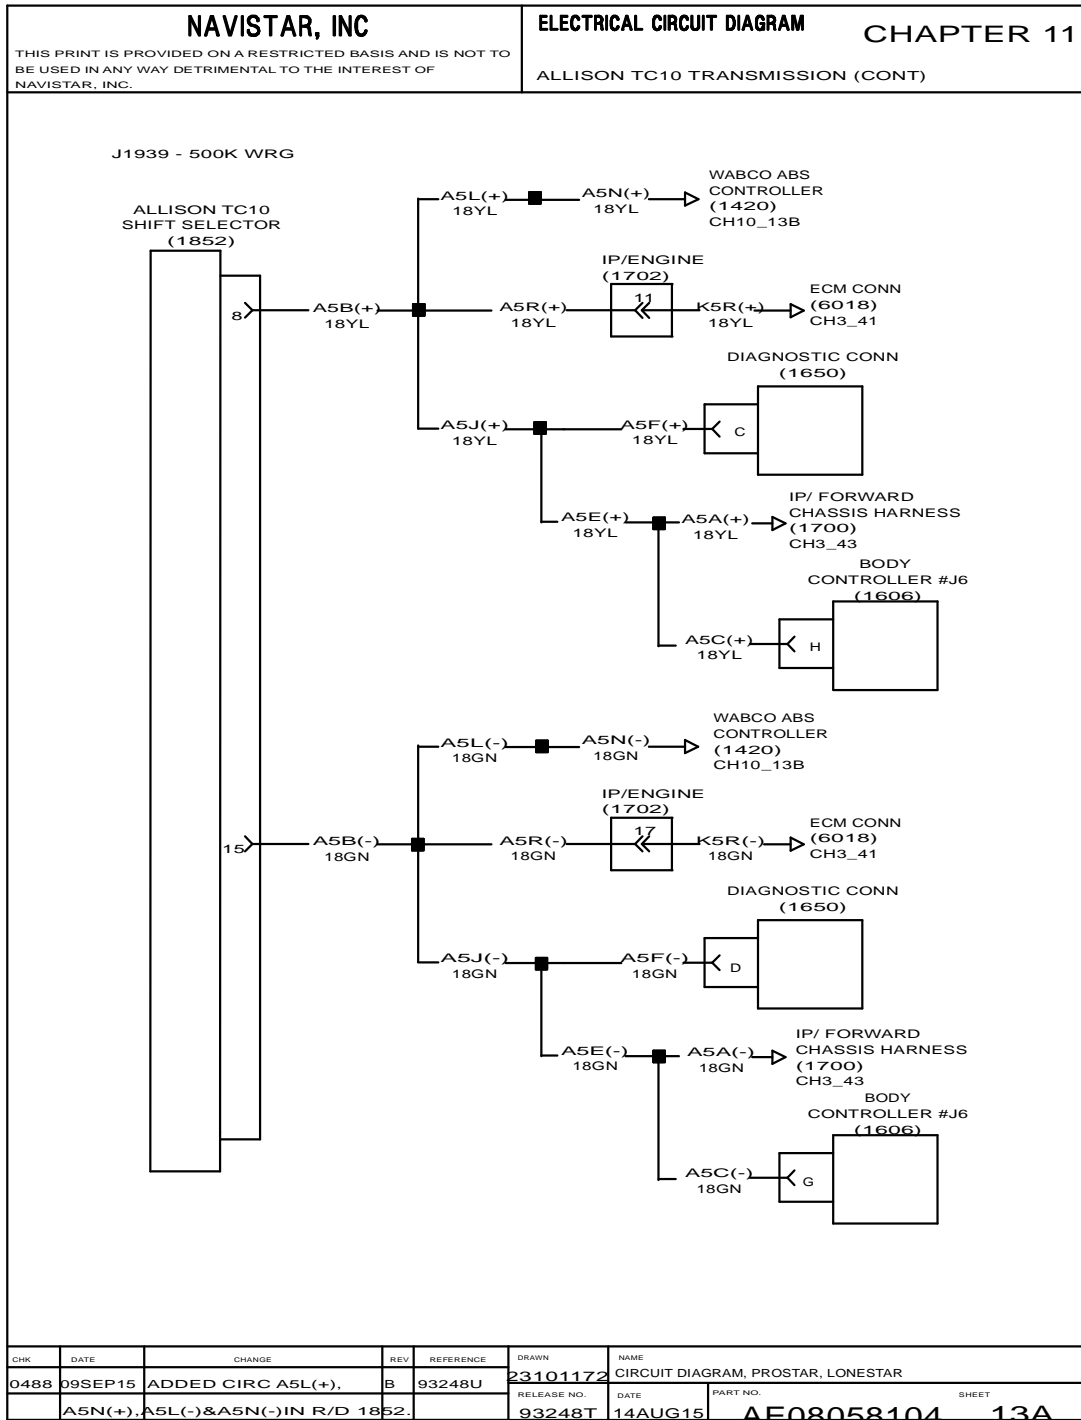 NAVISTAR, INC
THIS PRINT IS PROVIDED ON A RESTRICTED BASIS AND IS NOT TO
BE USED IN ANY WAY DETRIMENTAL TO THE INTEREST OF
NAVISTAR, INC.
ELECTRICAL CIRCUIT DIAGRAM
CHAPTER 11
ALLISON TC10 TRANSMISSION (CONT)
J1939 - 500K WRG
ALLISON TC10
SHIFT SELECTOR
(1852)
8
A5B(+)
18YL
A5L(+)
18YL
A5N(+)
18YL
WABCO ABS
CONTROLLER
(1420)
CH10_13B
A5R(+)
18YL
IP/ENGINE
(1702)
11
K5R(+)
18YL
ECM CONN
(6018)
CH3_41
DIAGNOSTIC CONN
(1650)
A5J(+)
18YL
A5F(+)
18YL
C
A5E(+)
18YL
A5A(+)
18YL
IP/ FORWARD
CHASSIS HARNESS
(1700)
CH3_43
BODY
CONTROLLER #J6
(1606)
A5C(+)
18YL
H
15
A5B(-)
18GN
A5L(-)
18GN
A5N(-)
18GN
WABCO ABS
CONTROLLER
(1420)
CH10_13B
A5R(-)
18GN
IP/ENGINE
(1702)
17
K5R(-)
18GN
ECM CONN
(6018)
CH3_41
DIAGNOSTIC CONN
(1650)
A5J(-)
18GN
A5F(-)
18GN
D
A5E(-)
18GN
A5A(-)
18GN
IP/ FORWARD
CHASSIS HARNESS
(1700)
CH3_43
BODY
CONTROLLER #J6
(1606)
A5C(-)
18GN
G
CHK DATE CHANGE REV REFERENCE
0488 09SEP15 ADDED CIRC A5L(+), B 93248U
A5N(+),A5L(-)&A5N(-)IN R/D 1852.
DRAWN
23101172
NAME
CIRCUIT DIAGRAM, PROSTAR, LONESTAR
RELEASE NO.
93248T
DATE
14AUG15
PART NO.
AE08058104
SHEET
13A